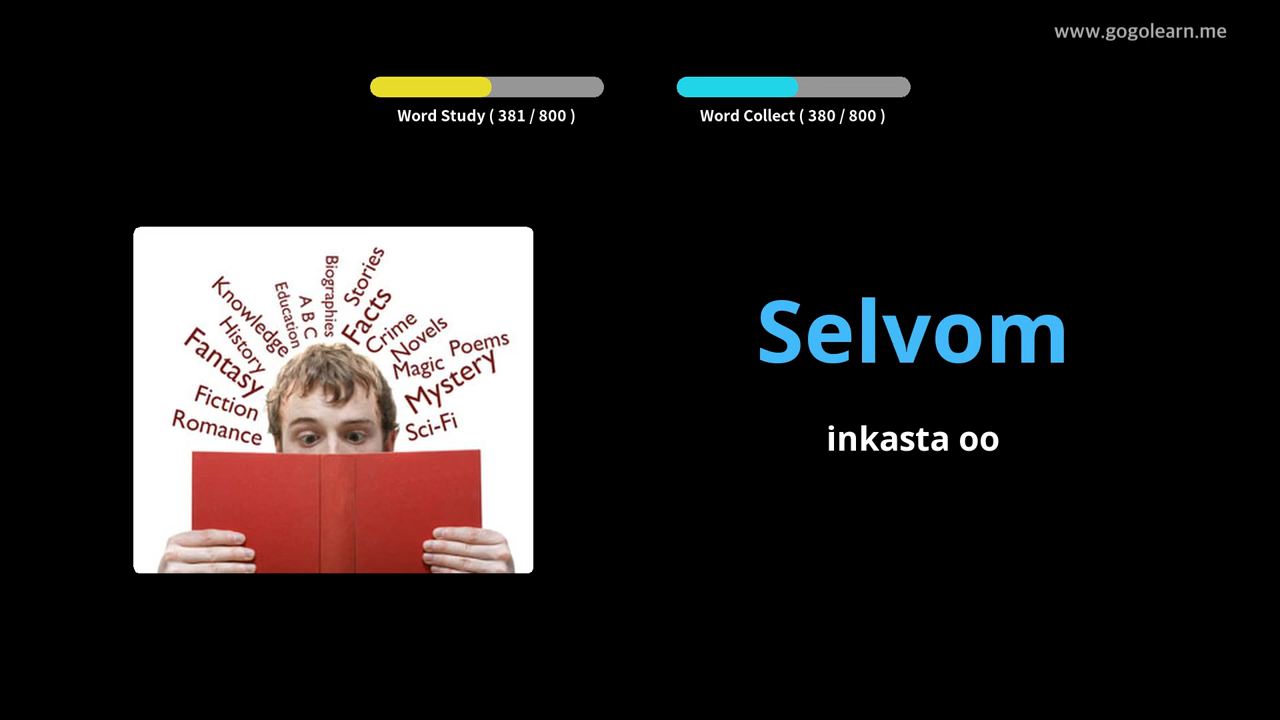 www.gogolearn.me
Word Study ( 381 / 800 )
Word Collect ( 380 / 800 )
Biographies
Stories
Knowledge
Education
A B C
Facts
Crime
History
Novels
Fantasy
Magic
Poems
Mystery
Fiction
Romance
Sci-Fi
Selvom
inkasta oo